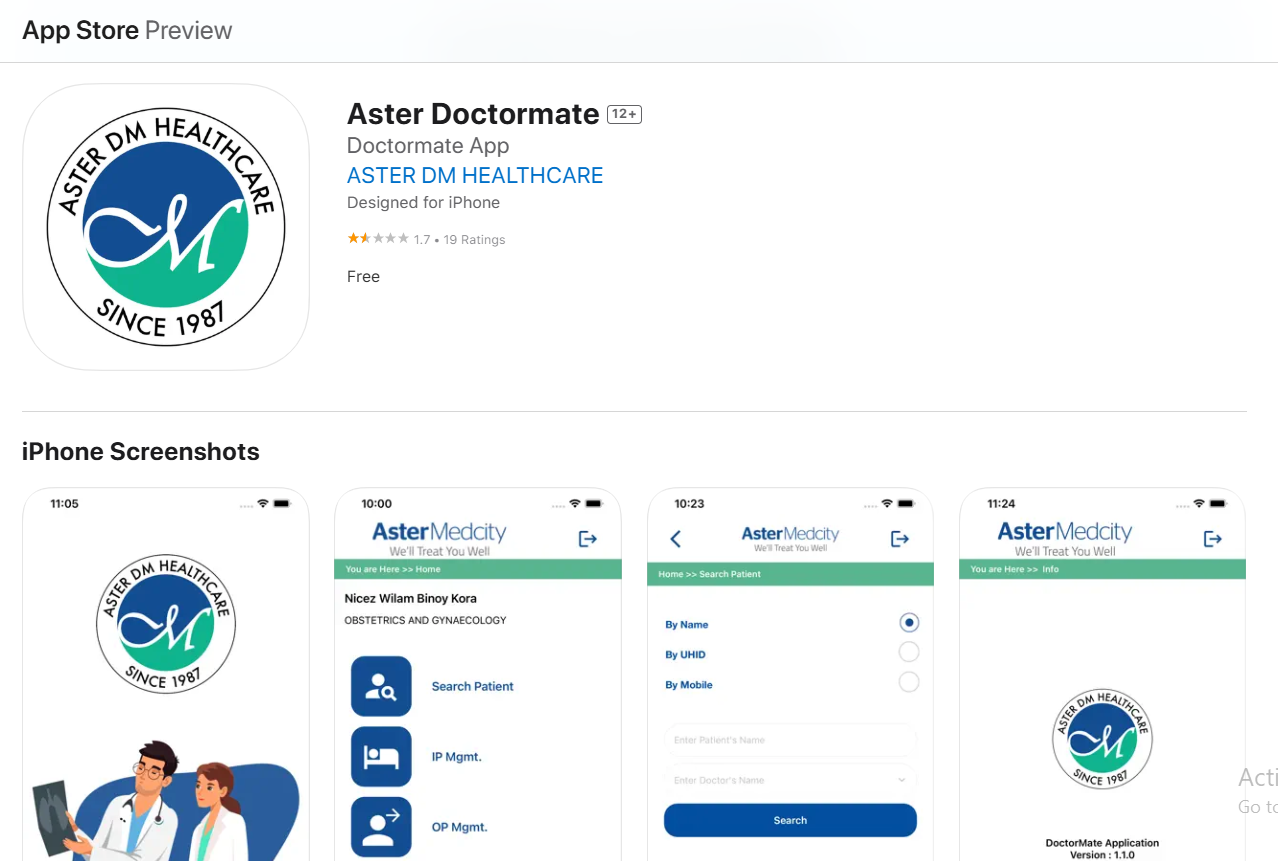 App Store Preview
ASTER DM HEALTHCARE
SINCE 1987
Aster Doctormate 12+
Doctormate App
ASTER DM HEALTHCARE
Designed for iPhone
1.7 • 19 Ratings
Free
iPhone Screenshots
11:05
ASTER DM HEALTHCARE
SINCE 1987
10:00
AsterMedcity
We'll Treat You Well
You are Here >> Home
Nicez Wilam Binoy Kora
OBSTETRICS AND GYNAECOLOGY
Search Patient
IP Mgmt.
OP Mgmt.
10:23
AsterMedcity
We'll Treat You Well
Home >> Search Patient
By Name
By UHID
By Mobile
Enter Patient's Name
Enter Doctor's Name
Search
11:24
AsterMedcity
We'll Treat You Well
You are Here >> Info
ASTER DM HEALTHCARE
SINCE 1987
DoctorMate Application
Version : 1.1.0
Acti
Go to